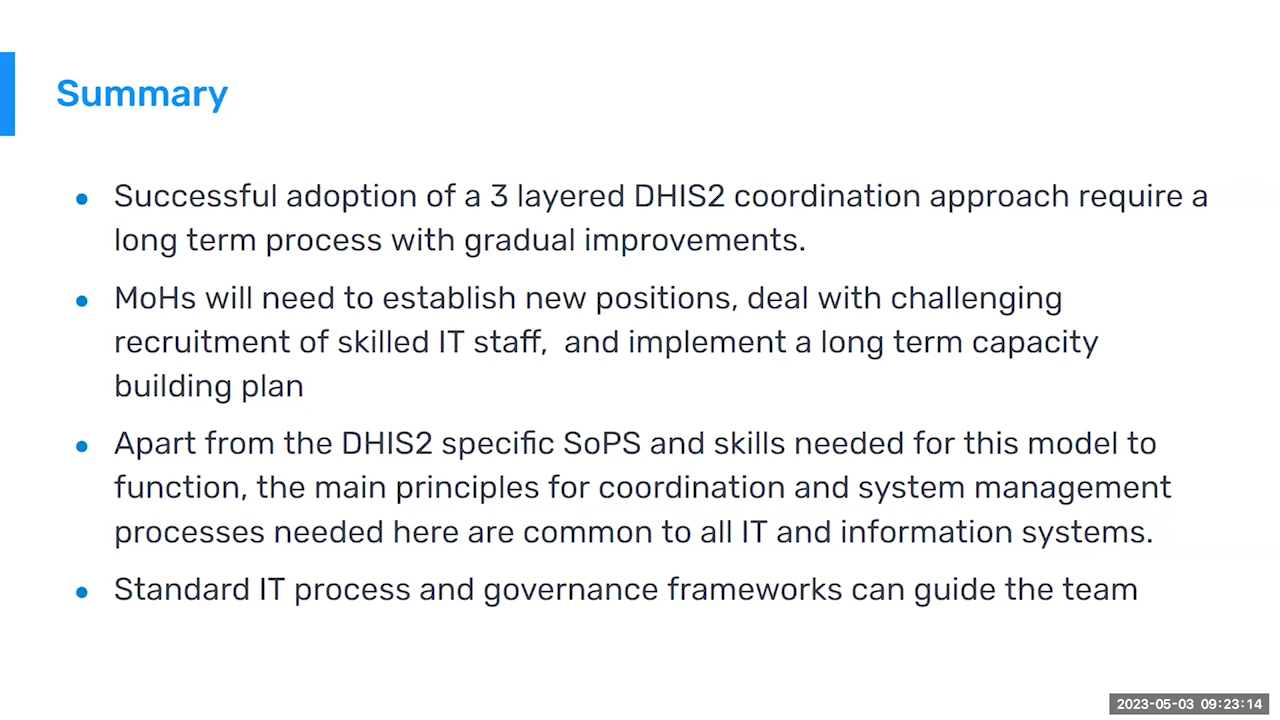 Summary
• Successful adoption of a 3 layered DHIS2 coordination approach require a
long term process with gradual improvements.
• MoHs will need to establish new positions, deal with challenging
recruitment of skilled IT staff,  and implement a long term capacity
building plan
• Apart from the DHIS2 specific SoPS and skills needed for this model to
function, the main principles for coordination and system management
processes needed here are common to all IT and information systems.
• Standard IT process and governance frameworks can guide the team
2023-05-03 09:23:14